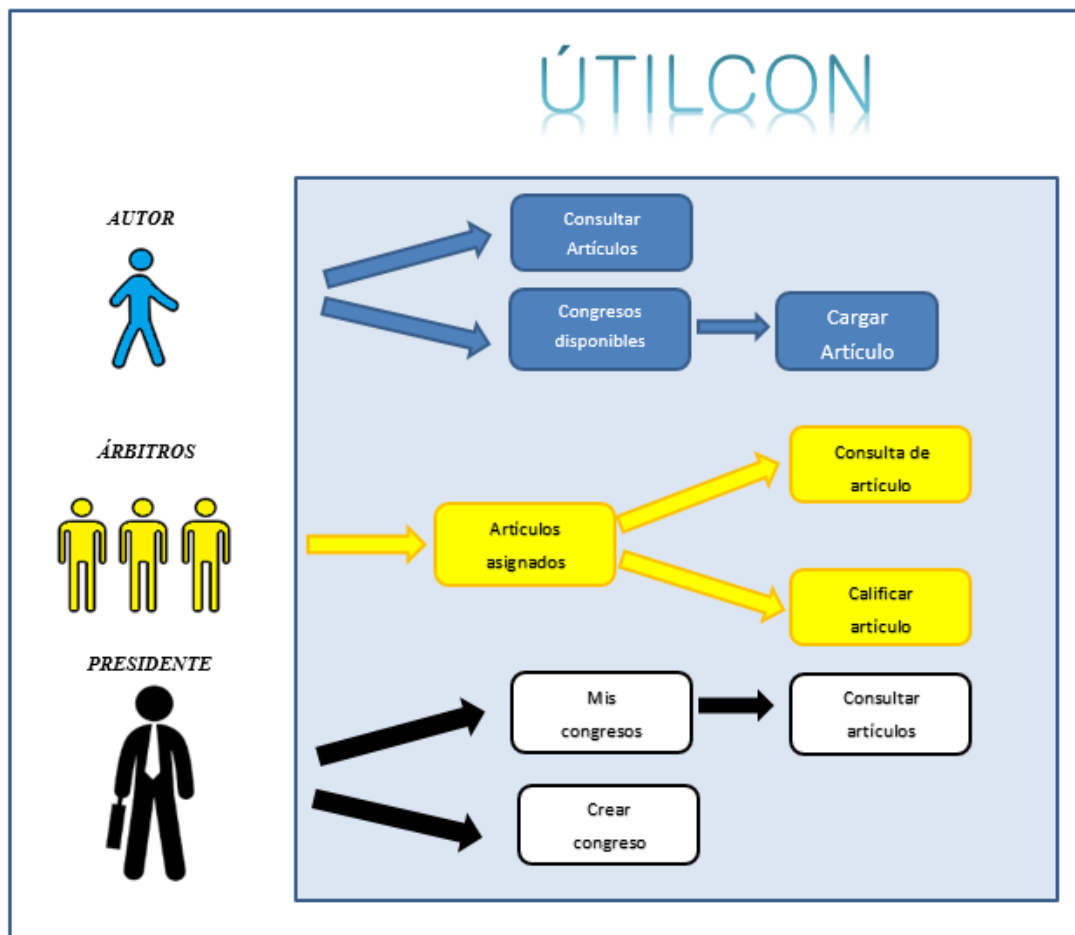 ÚTILCON
AUTOR
Consultar
Artículos
Congresos
disponibles
Cargar
Artículo
ÁRBITROS
Consulta de
artículo
Artículos
asignados
Calificar
artículo
PRESIDENTE
Mis
congresos
Consultar
artículos
Crear
congreso